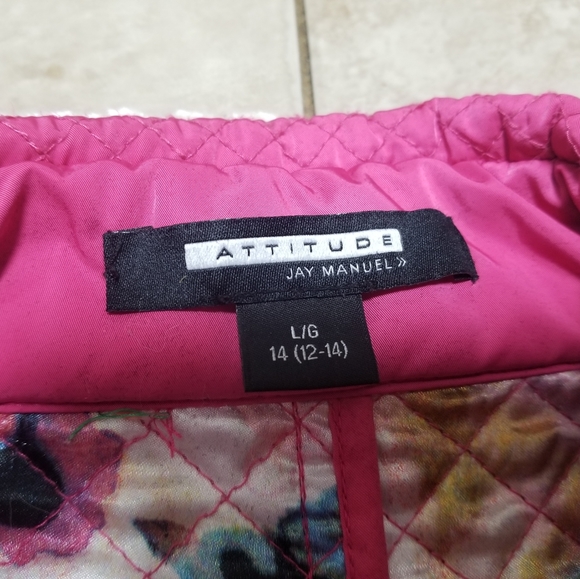 ATTITUDE
JAY MANUEL»
L/G
14 (12-14)